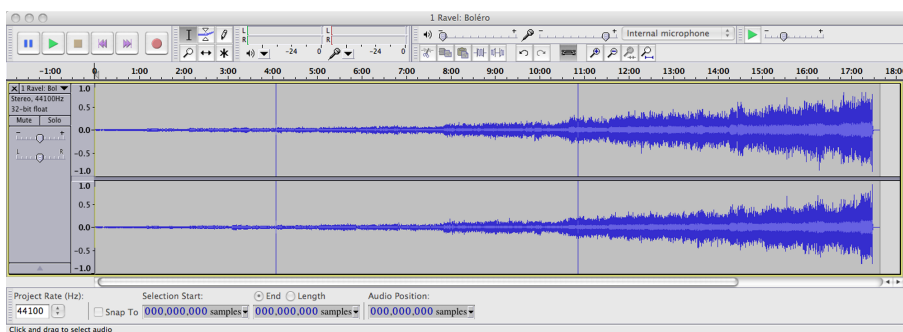 1 Ravel: Boléro
L
R
L
R
-24 0
-24 0
- +
- +
Internal microphone
- +
-1:00 0 1:00 2:00 3:00 4:00 5:00 6:00 7:00 8:00 9:00 10:00 11:00 12:00 13:00 14:00 15:00 16:00 17:00 18:0
X 1 Ravel: Bol
Stereo, 44100Hz
32-bit float
Mute Solo
- +
L R
1.0
0.5-
0.0-
-0.5-
-1.0
1.0
0.5-
0.0-
-0.5-
-1.0
Project Rate (Hz): Selection Start: End Length Audio Position:
44100 Snap To 000,000,000 samples 000,000,000 samples 000,000,000 samples
Click and drag to select audio